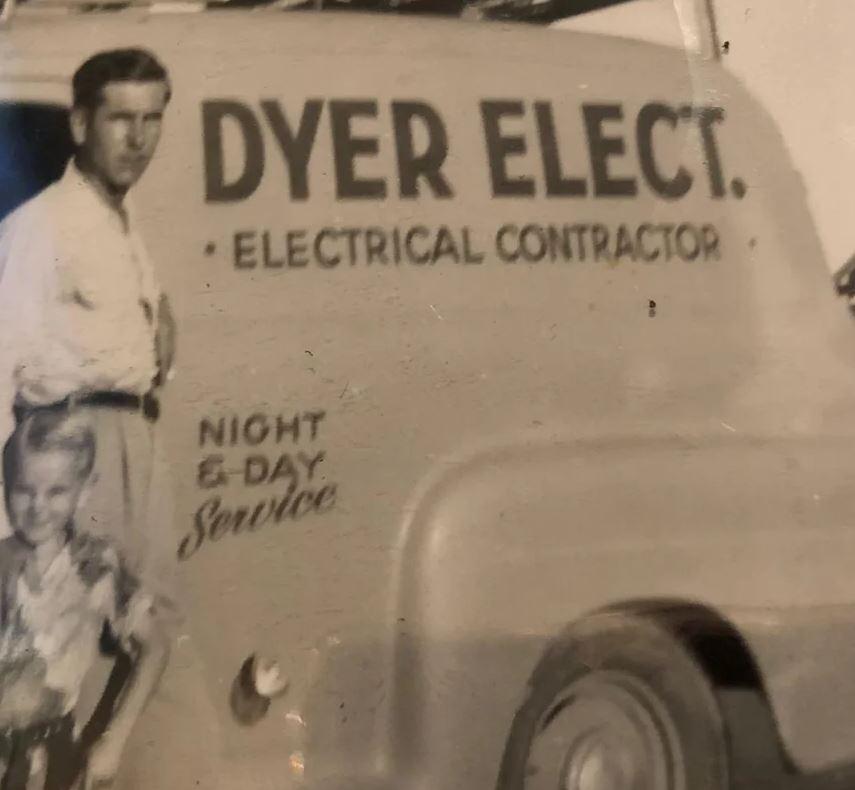 DYER ELECT.
· ELECTRICAL CONTRACTOR ·
NIGHT
& DAY
Service